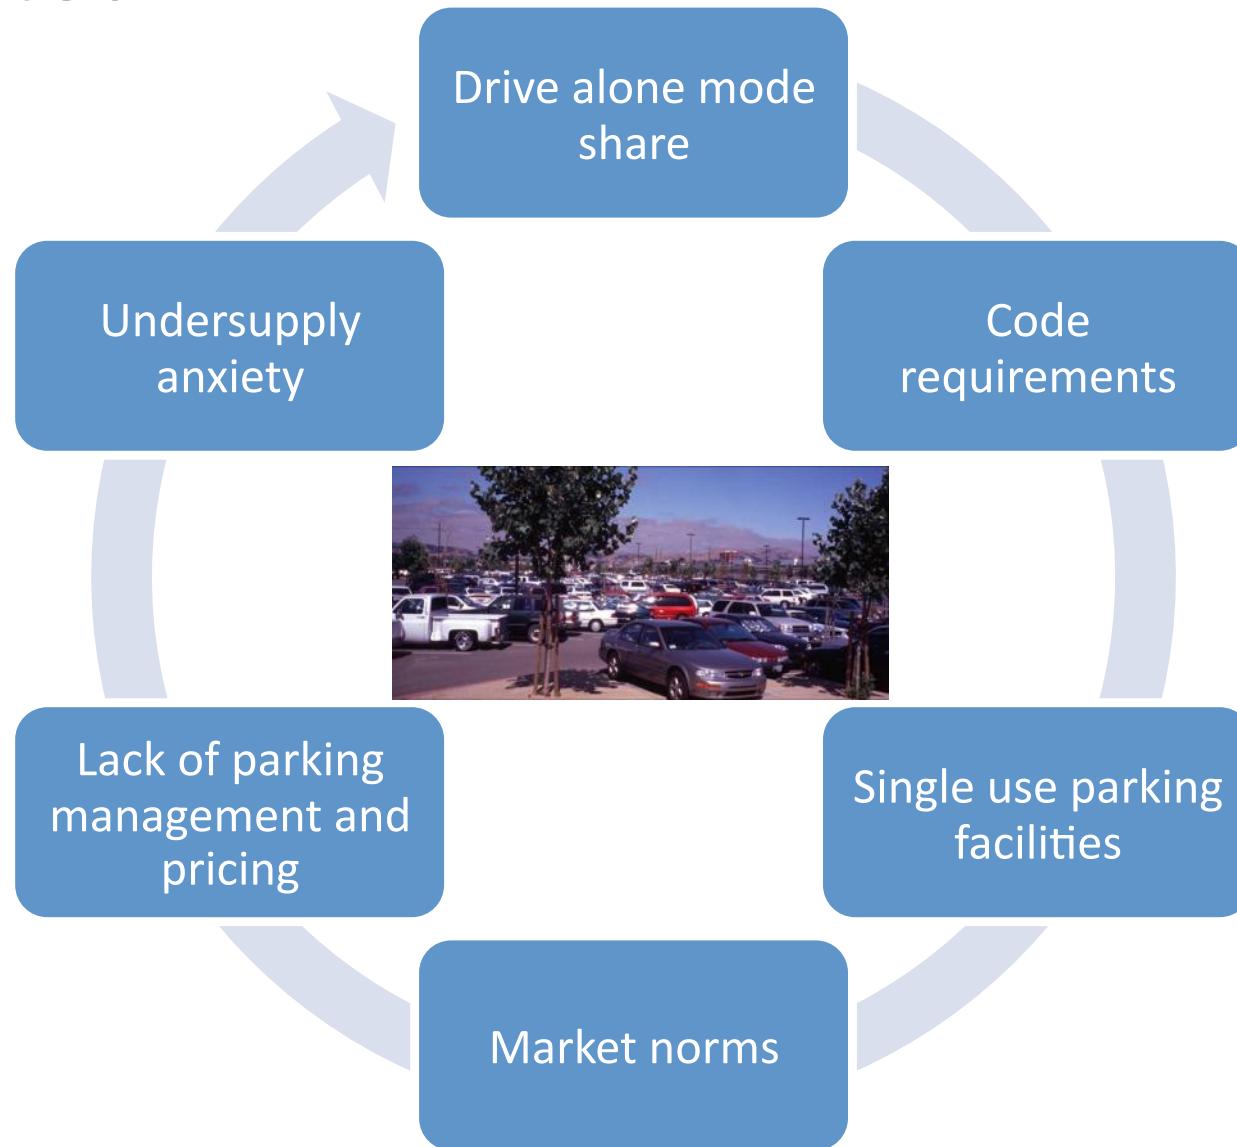 Drive alone mode
share
Code
requirements
Single use parking
facilities
Market norms
Lack of parking
management and
pricing
Undersupply
anxiety